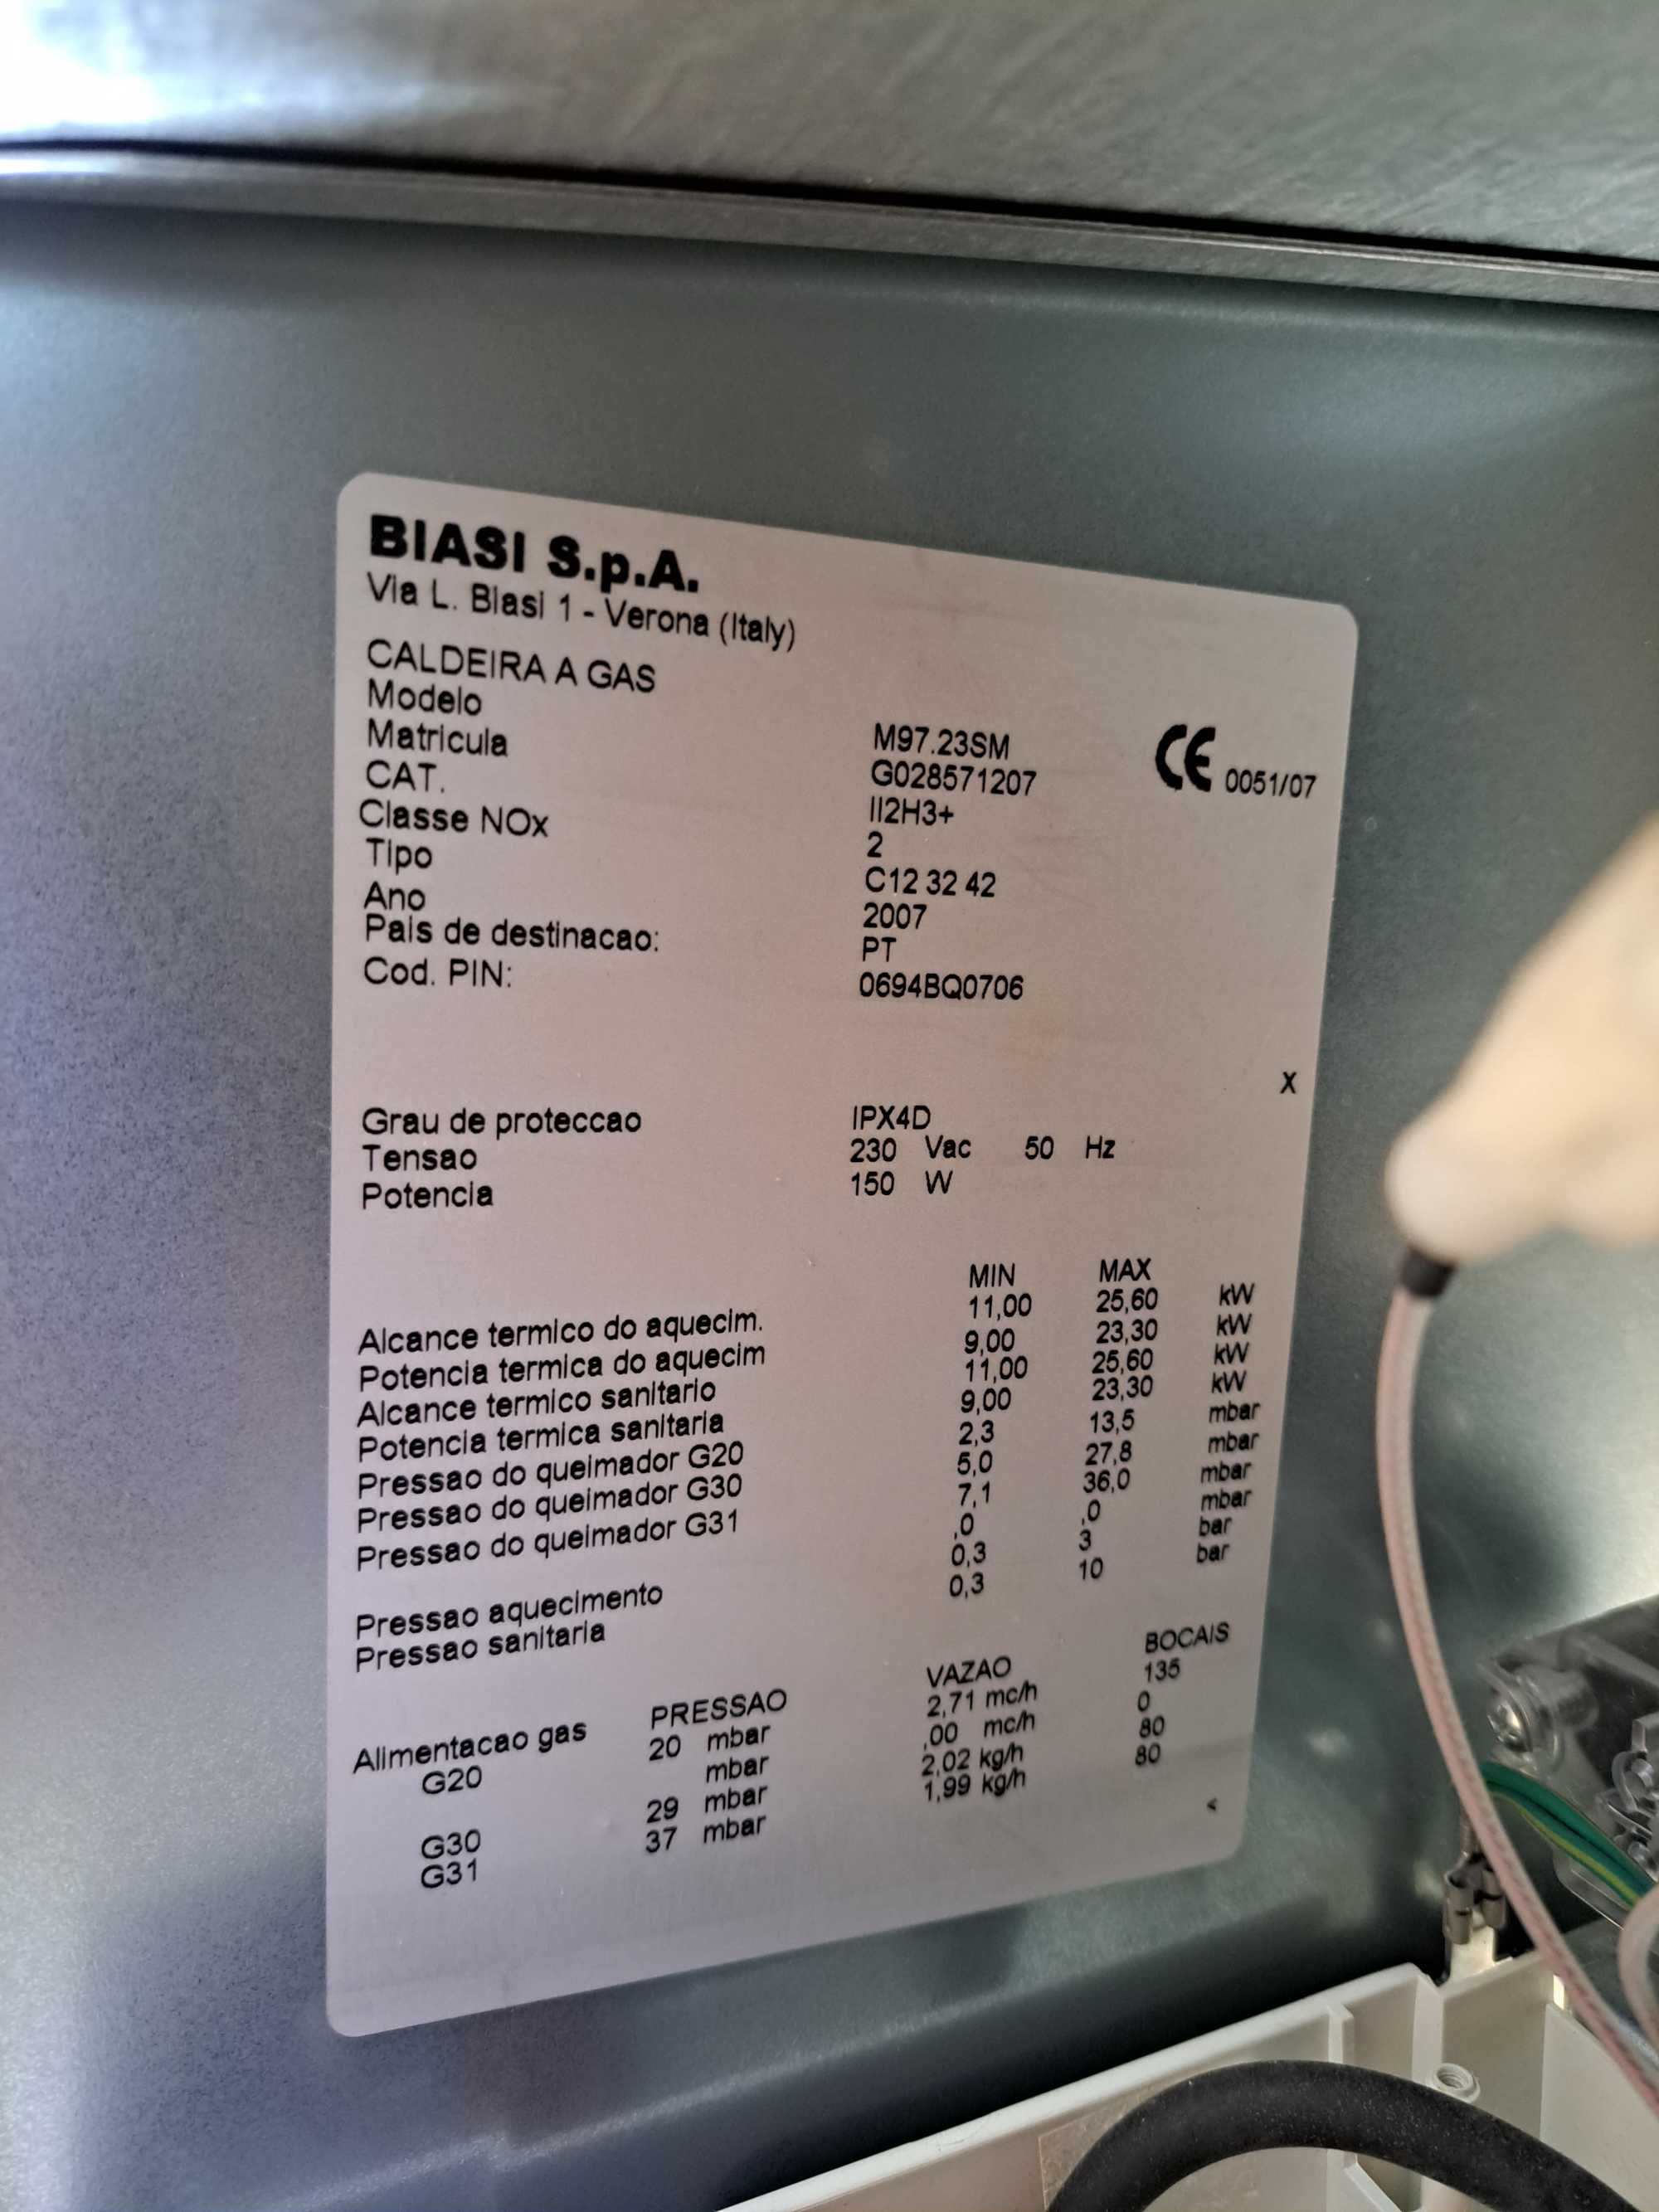 BIASI S.p.A.
Via L. Biasi 1 - Verona (Italy)
CALDEIRA A GAS
Modelo M97.23SM
Matricula G028571207
CE 0051/07
CAT. II2H3+
Classe NOx 2
Tipo C12 32 42
Ano 2007
Pais de destinacao: PT
Cod. PIN: 0694BQ0706
X
Grau de proteccao IPX4D
Tensao 230 Vac 50 Hz
Potencia 150 W
MIN MAX
Alcance termico do aquecim. 11,00 25,60 kW
Potencia termica do aquecim 9,00 23,30 kW
Alcance termico sanitario 11,00 25,60 kW
Potencia termica sanitaria 9,00 23,30 kW
Pressao do queimador G20 2,3 13,5 mbar
Pressao do queimador G30 5,0 27,8 mbar
Pressao do queimador G31 7,1 36,0 mbar
,0 ,0 mbar
Pressao aquecimento 0,3 3 bar
Pressao sanitaria 0,3 10 bar
Alimentacao gas PRESSAO VAZAO BOCAIS
G20 20 mbar 2,71 mc/h 135
mbar ,00 mc/h 0
G30 29 mbar 2,02 kg/h 80
G31 37 mbar 1,99 kg/h 80
<